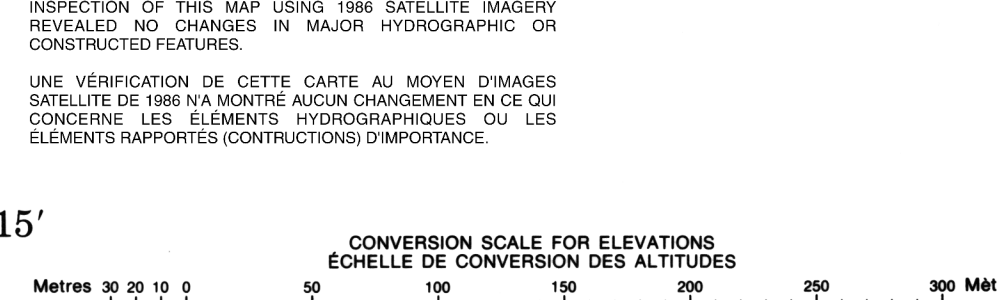 INSPECTION OF THIS MAP USING 1986 SATELLITE IMAGERY
REVEALED NO CHANGES IN MAJOR HYDROGRAPHIC OR
CONSTRUCTED FEATURES.
UNE VÉRIFICATION DE CETTE CARTE AU MOYEN D'IMAGES
SATELLITE DE 1986 N'A MONTRÉ AUCUN CHANGEMENT EN CE QUI
CONCERNE LES ÉLÉMENTS HYDROGRAPHIQUES OU LES
ÉLÉMENTS RAPPORTÉS (CONTRUCTIONS) D'IMPORTANCE.
15′
CONVERSION SCALE FOR ELEVATIONS
ÉCHELLE DE CONVERSION DES ALTITUDES
Metres 30 20 10 0 50 100 150 200 250 300 Mèt